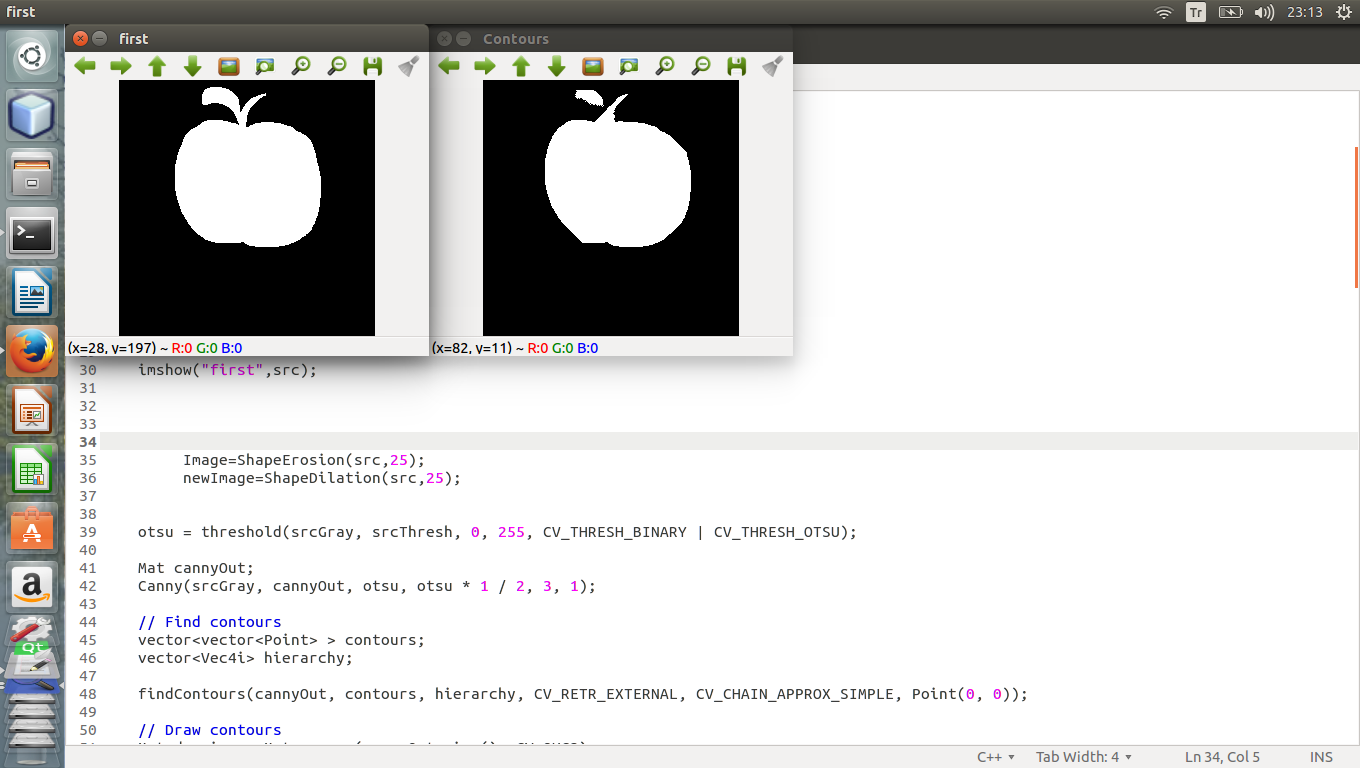 first
Tr
23:13
first
Contours
(x=28, y=197) ~ R:0 G:0 B:0
(x=82, y=11) ~ R:0 G:0 B:0
30 imshow("first",src);
31
32
33
34
35 Image=ShapeErosion(src,25);
36 newImage=ShapeDilation(src,25);
37
38
39 otsu = threshold(srcGray, srcThresh, 0, 255, CV_THRESH_BINARY | CV_THRESH_OTSU);
40
41 Mat cannyOut;
42 Canny(srcGray, cannyOut, otsu, otsu * 1 / 2, 3, 1);
43
44 // Find contours
45 vector<vector<Point> > contours;
46 vector<Vec4i> hierarchy;
47
48 findContours(cannyOut, contours, hierarchy, CV_RETR_EXTERNAL, CV_CHAIN_APPROX_SIMPLE, Point(0, 0));
49
50 // Draw contours
C++
Tab Width: 4
Ln 34, Col 5
INS
Qt